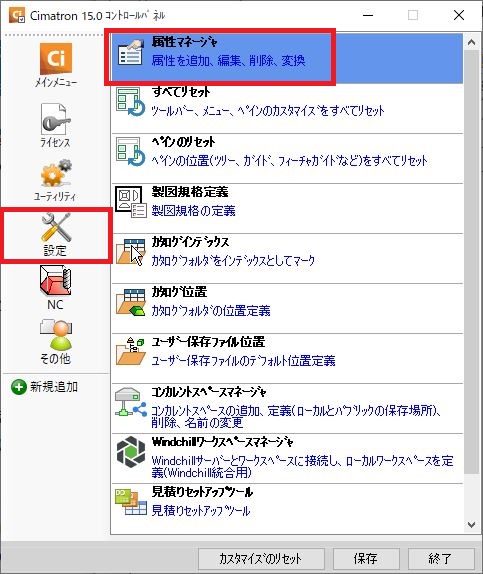 Cimatron 15.0 コントロールパネル
Ci
メインメニュー
ライセンス
ユーティリティ
設定
NC
その他
新規追加
属性マネージャ
属性を追加、編集、削除、変換
すべてリセット
ツールバー、メニュー、ペインのカスタマイズをすべてリセット
ペインのリセット
ペインの位置(ツリー、ガイド、フィーチャガイドなど)をすべてリセット
製図規格定義
製図規格の定義
カタログインデックス
カタログフォルダをインデックスとしてマーク
カタログ位置
カタログフォルダの位置定義
ユーザー保存ファイル位置
ユーザー保存ファイルのデフォルト位置定義
コンカレントスペースマネージャ
コンカレントスペースの追加、定義(ローカルとパブリックの保存場所)、
削除、名前の変更
Windchillワークスペースマネージャ
Windchillサーバーとワークスペースに接続し、ローカルワークスペースを定
義(Windchill統合用)
見積りセットアップツール
見積りセットアップツール
カスタマイズのリセット
保存
終了